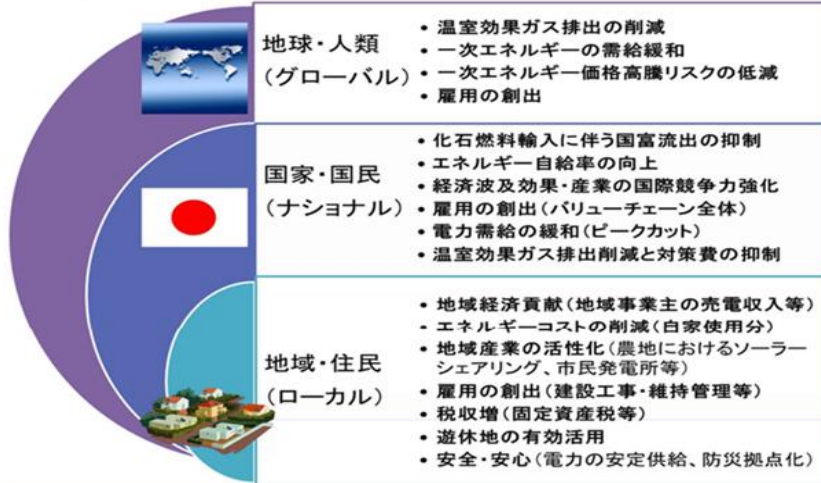 地球・人類
(グローバル)
• 温室効果ガス排出の削減
• 一次エネルギーの需給緩和
• 一次エネルギー価格高騰リスクの低減
• 雇用の創出
国家・国民
(ナショナル)
• 化石燃料輸入に伴う国富流出の抑制
• エネルギー自給率の向上
• 経済波及効果・産業の国際競争力強化
• 雇用の創出(バリューチェーン全体)
• 電力需給の緩和(ピークカット)
• 温室効果ガス排出削減と対策費の抑制
地域・住民
(ローカル)
• 地域経済貢献(地域事業主の売電収入等)
• エネルギーコストの削減(自家使用分)
• 地域産業の活性化(農地におけるソーラー
シェアリング、市民発電所等)
• 雇用の創出(建設工事・維持管理等)
• 税収増(固定資産税等)
• 遊休地の有効活用
• 安全・安心(電力の安定供給、防災拠点化)